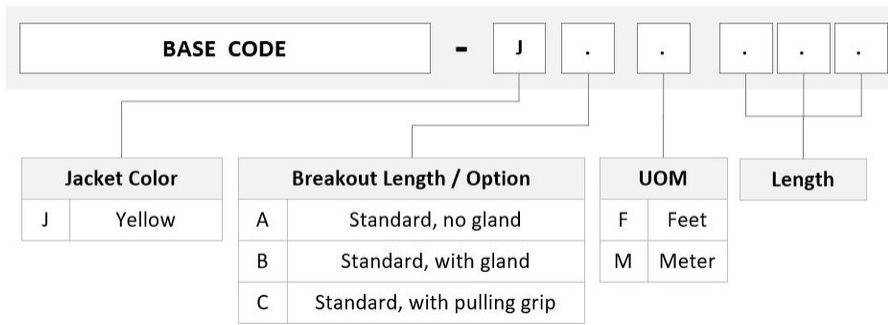 BASE CODE - J . . . . .
Jacket Color
J Yellow
Breakout Length / Option
A Standard, no gland
B Standard, with gland
C Standard, with pulling grip
UOM
F Feet
M Meter
Length